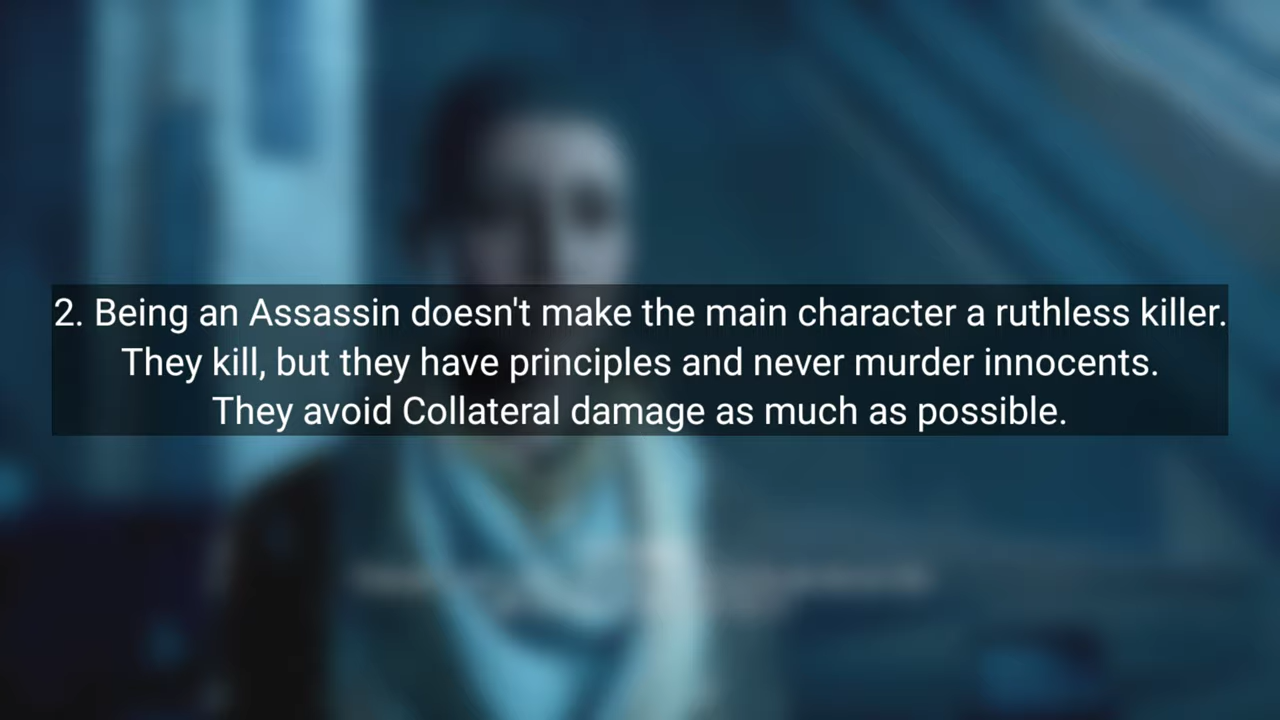 2. Being an Assassin doesn't make the main character a ruthless killer.
They kill, but they have principles and never murder innocents.
They avoid Collateral damage as much as possible.